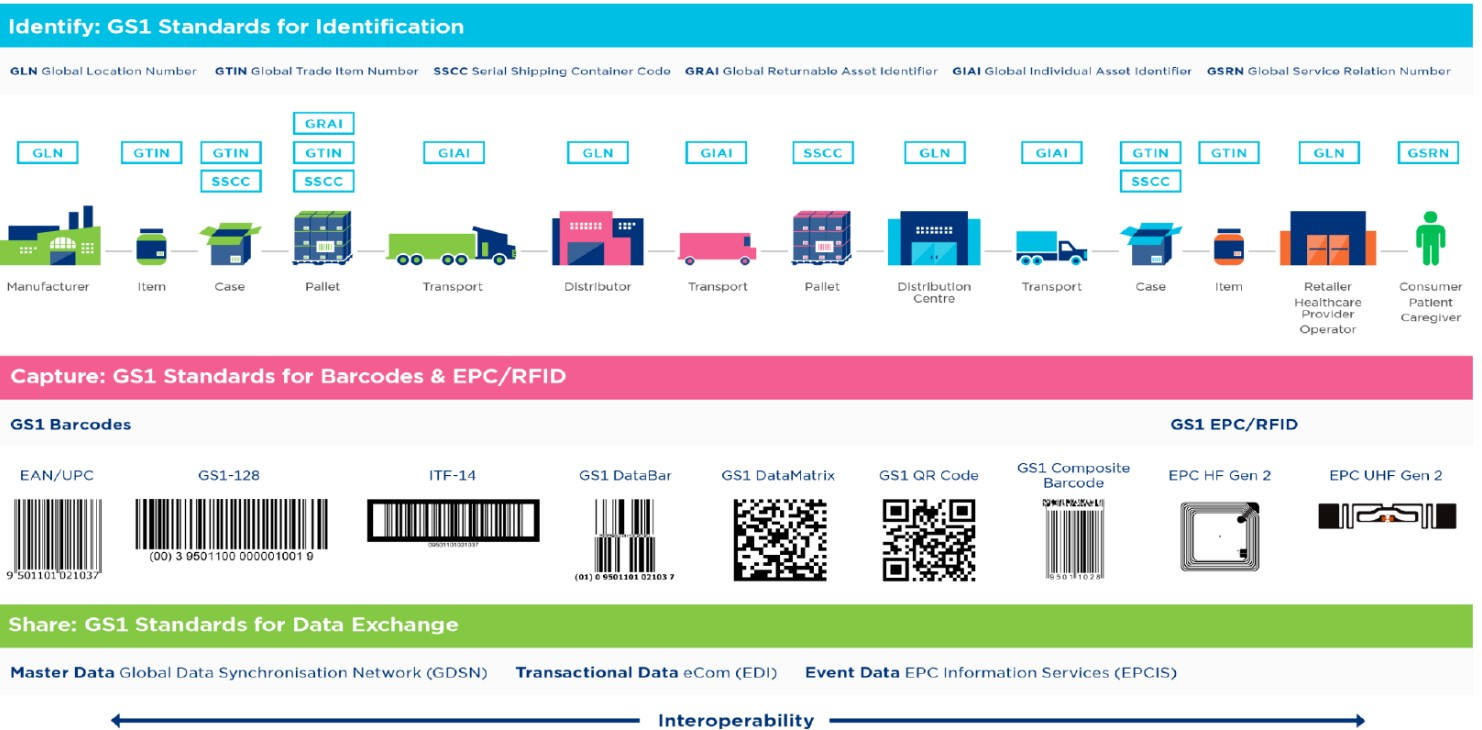 Identify: GS1 Standards for Identification
GLN Global Location Number GTIN Global Trade Item Number SSCC Serial Shipping Container Code GRAI Global Returnable Asset Identifier GIAI Global Individual Asset Identifier GSRN Global Service Relation Number
GRAI
GLN GTIN GTIN GTIN GIAI GLN GIAI SSCC GLN GIAI GTIN GTIN GLN GSRN
SSCC SSCC SSCC
Manufacturer Item Case Pallet Transport Distributor Transport Pallet Distribution Transport Case Item Retailer Consumer
Centre Healthcare Patient
Provider Caregiver
Operator
Capture: GS1 Standards for Barcodes & EPC/RFID
GS1 Barcodes GS1 EPC/RFID
EAN/UPC GS1-128 ITF-14 GS1 DataBar GS1 DataMatrix GS1 QR Code GS1 Composite EPC HF Gen 2 EPC UHF Gen 2
Barcode
9 501101 021037
(00) 3 9501100 000001001 9
09501101021037
(01) 0 9501101 02103 7
9501 1028
Share: GS1 Standards for Data Exchange
Master Data Global Data Synchronisation Network (GDSN) Transactional Data eCom (EDI) Event Data EPC Information Services (EPCIS)
Interoperability